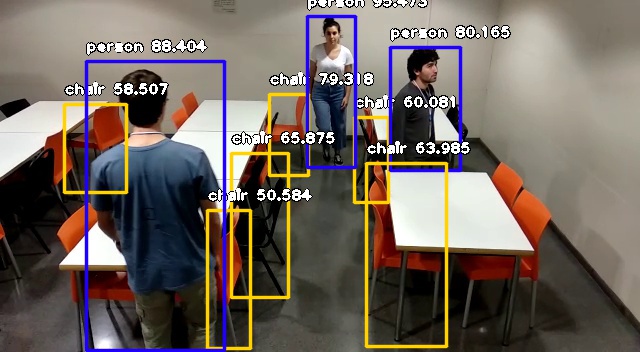 person 95.473
person 80.165
person 88.404
chair 79.318
chair 58.507
chair 60.081
chair 65.875
chair 63.985
chair 50.584